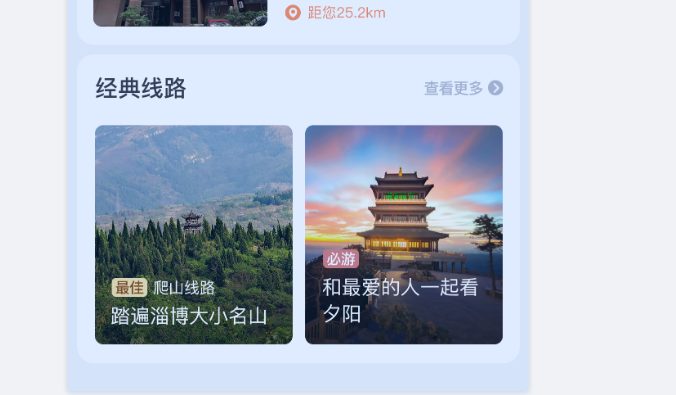 距您25.2km
经典线路
查看更多
最佳 爬山线路
踏遍淄博大小名山
必游
和最爱的人一起看
夕阳